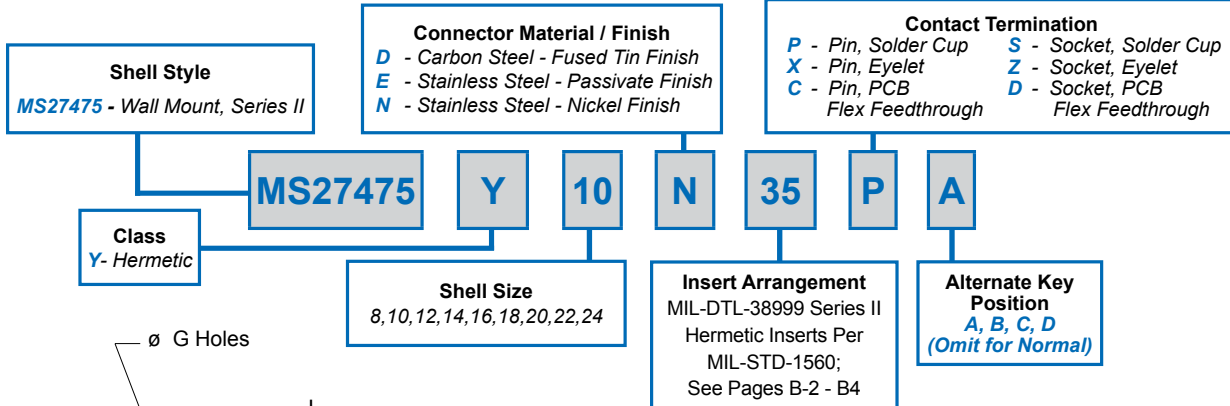 Shell Style
MS27475 - Wall Mount, Series II
Connector Material / Finish
D - Carbon Steel - Fused Tin Finish
E - Stainless Steel - Passivate Finish
N - Stainless Steel - Nickel Finish
Contact Termination
P - Pin, Solder Cup
X - Pin, Eyelet
C - Pin, PCB
Flex Feedthrough
S - Socket, Solder Cup
Z - Socket, Eyelet
D - Socket, PCB
Flex Feedthrough
MS27475 Y 10 N 35 P A
Class
Y- Hermetic
Shell Size
8,10,12,14,16,18,20,22,24
Insert Arrangement
MIL-DTL-38999 Series II
Hermetic Inserts Per
MIL-STD-1560;
See Pages B-2 - B4
Alternate Key
Position
A, B, C, D
(Omit for Normal)
ø G Holes